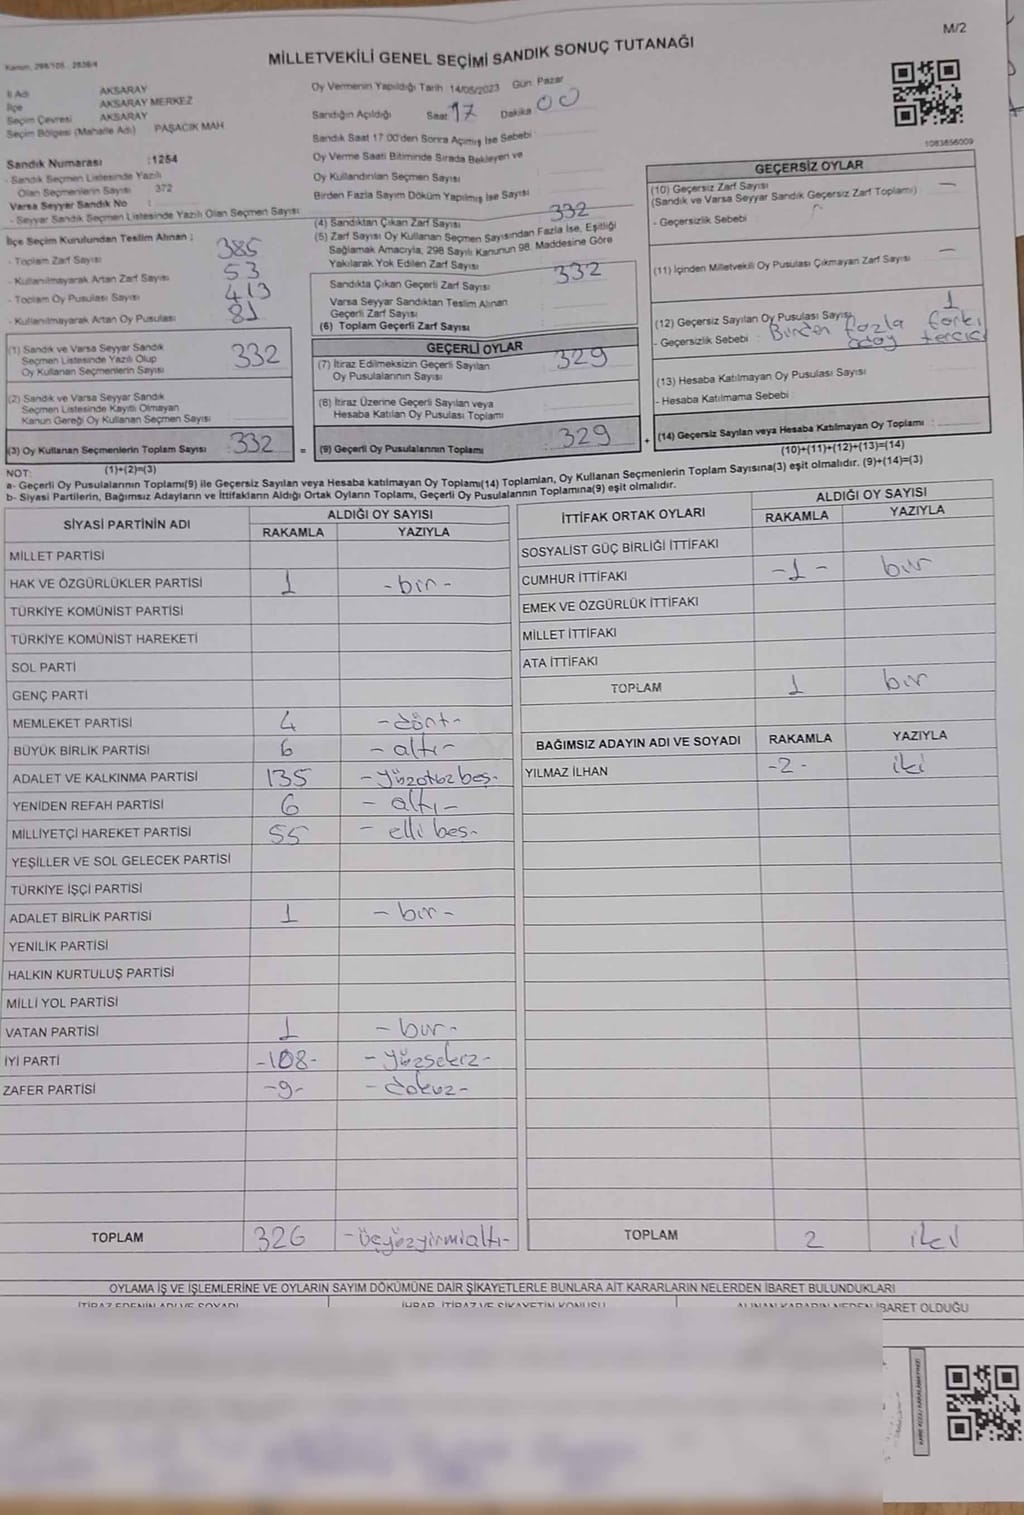 M/2
MİLLETVEKİLİ GENEL SEÇİMİ SANDIK SONUÇ TUTANAĞI
İl Adı AKSARAY
İlçe AKSARAY MERKEZ
Seçim Çevresi AKSARAY
Seçim Bölgesi (Mahalle Adı) PAŞACIK MAH
Sandık Numarası :1254
- Sandık Seçmen Listesinde Yazılı
Olan Seçmenlerin Sayısı 372
Varsa Seyyar Sandık No :
- Seyyar Sandık Seçmen Listesinde Yazılı Olan Seçmen Sayısı:
İlçe Seçim Kurulundan Teslim Alınan :
- Toplam Zarf Sayısı 385
- Kullanılmayarak Artan Zarf Sayısı 53
- Toplam Oy Pusulası Sayısı 413
- Kullanılmayarak Artan Oy Pusulası 81
(1) Sandık ve Varsa Seyyar Sandık
Seçmen Listesinde Yazılı Olup
Oy Kullanan Seçmenlerin Sayısı 332
(2) Sandık ve Varsa Seyyar Sandık
Seçmen Listesinde Kayıtlı Olmayan
Kanun Gereği Oy Kullanan Seçmen Sayısı
(3) Oy Kullanan Seçmenlerin Toplam Sayısı :332 =
(1)+(2)=(3)
Oy Vermenin Yapıldığı Tarih 14/05/2023 Gün: Pazar
Sandığın Açıldığı Saat 17 Dakika 00
Sandık Saat 17:00'den Sonra Açılmış İse Sebebi
Oy Verme Saati Bitiminde Sırada Bekleyen ve
Oy Kullandırılan Seçmen Sayısı
Birden Fazla Sayım Döküm Yapılmış İse Sayısı
(4) Sandıktan Çıkan Zarf Sayısı 332
(5) Zarf Sayısı Oy Kullanan Seçmen Sayısından Fazla İse, Eşitliği
Sağlamak Amacıyla, 298 Sayılı Kanunun 98. Maddesine Göre
Yakılarak Yok Edilen Zarf Sayısı
Sandıkta Çıkan Geçerli Zarf Sayısı 332
Varsa Seyyar Sandıktan Teslim Alınan
Geçerli Zarf Sayısı
(6) Toplam Geçerli Zarf Sayısı
GEÇERLİ OYLAR
(7) İtiraz Edilmeksizin Geçerli Sayılan
Oy Pusulalarının Sayısı 329
(8) İtiraz Üzerine Geçerli Sayılan veya
Hesaba Katılan Oy Pusulası Toplamı
(9) Geçerli Oy Pusulalarının Toplamı 329 +
1083656009
GEÇERSİZ OYLAR
(10) Geçersiz Zarf Sayısı –
(Sandık ve Varsa Seyyar Sandık Geçersiz Zarf Toplamı)
- Geçersizlik Sebebi
(11) İçinden Milletvekili Oy Pusulası Çıkmayan Zarf Sayısı –
(12) Geçersiz Sayılan Oy Pusulası Sayısı 1
- Geçersizlik Sebebi : Birden fazla farklı
aday tercici
(13) Hesaba Katılmayan Oy Pusulası Sayısı
- Hesaba Katılmama Sebebi
(14) Geçersiz Sayılan veya Hesaba Katılmayan Oy Toplamı :
(10)+(11)+(12)+(13)=(14)
NOT:
a- Geçerli Oy Pusulalarının Toplamı(9) ile Geçersiz Sayılan veya Hesaba katılmayan Oy Toplamı(14) Toplamları, Oy Kullanan Seçmenlerin Toplam Sayısına(3) eşit olmalıdır. (9)+(14)=(3)
b- Siyasi Partilerin, Bağımsız Adayların ve İttifakların Aldığı Ortak Oyların Toplamı, Geçerli Oy Pusulalarının Toplamına(9) eşit olmalıdır.
SİYASİ PARTİNİN ADI ALDIĞI OY SAYISI
RAKAMLA YAZIYLA
MİLLET PARTİSİ
HAK VE ÖZGÜRLÜKLER PARTİSİ 1 -bir-
TÜRKİYE KOMÜNİST PARTİSİ
TÜRKİYE KOMÜNİST HAREKETİ
SOL PARTİ
GENÇ PARTİ
MEMLEKET PARTİSİ 4 -dört-
BÜYÜK BİRLİK PARTİSİ 6 -altı-
ADALET VE KALKINMA PARTİSİ 135 -yüzotuzbeş-
YENİDEN REFAH PARTİSİ 6 -altı-
MİLLİYETÇİ HAREKET PARTİSİ 55 -elli beş-
YEŞİLLER VE SOL GELECEK PARTİSİ
TÜRKİYE İŞÇİ PARTİSİ
ADALET BİRLİK PARTİSİ 1 -bir-
YENİLİK PARTİSİ
HALKIN KURTULUŞ PARTİSİ
MİLLİ YOL PARTİSİ
VATAN PARTİSİ 1 -bir-
İYİ PARTİ -108- -yüzsekiz-
ZAFER PARTİSİ -9- -dokuz-
TOPLAM 326 -üçyüzyirmialtı-
İTTİFAK ORTAK OYLARI ALDIĞI OY SAYISI
RAKAMLA YAZIYLA
SOSYALİST GÜÇ BİRLİĞİ İTTİFAKI
CUMHUR İTTİFAKI -1- bir
EMEK VE ÖZGÜRLÜK İTTİFAKI
MİLLET İTTİFAKI
ATA İTTİFAKI
TOPLAM 1 bir
BAĞIMSIZ ADAYIN ADI VE SOYADI RAKAMLA YAZIYLA
YILMAZ İLHAN -2- iki
TOPLAM 2 iki
OYLAMA İŞ VE İŞLEMLERİNE VE OYLARIN SAYIM DÖKÜMÜNE DAİR ŞİKAYETLERLE BUNLARA AİT KARARLARIN NELERDEN İBARET BULUNDUKLARI
İTİRAZ EDENİN ADI VE SOYADI İHBAR, İTİRAZ VE ŞİKAYETİN KONUSU ALINAN KARARIN NEDEN İBARET OLDUĞU